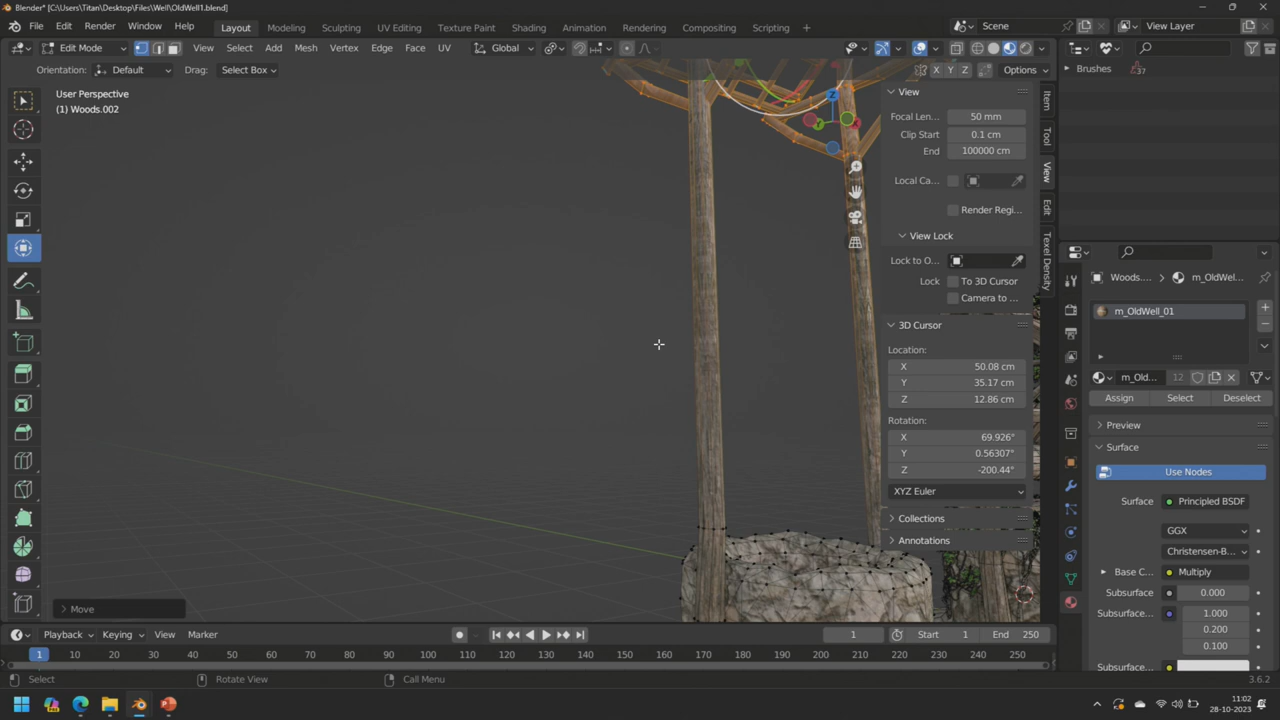 Blender* [C:\Users\Titan\Desktop\Files\Well\OldWell1.blend]
File Edit Render Window Help Layout Modeling Sculpting UV Editing Texture Paint Shading Animation Rendering Compositing Scripting + Scene View Layer
Edit Mode View Select Add Mesh Vertex Edge Face UV Global
Orientation: Default Drag: Select Box X Y Z Options
User Perspective
(1) Woods.002
Z
Y
View
Focal Len... 50 mm
Clip Start 0.1 cm
End 100000 cm
Local Ca...
Render Regi...
View Lock
Lock to O...
Lock To 3D Cursor
Camera to ...
3D Cursor
Location:
X 50.08 cm
Y 35.17 cm
Z 12.86 cm
Rotation:
X 69.926°
Y 0.56307°
Z -200.44°
XYZ Euler
Collections
Annotations
Item
Tool
View
Edit
Texel Density
Brushes 37
Woods.... m_OldWel...
m_OldWell_01
m_Old... 12
Assign Select Deselect
Preview
Surface
Use Nodes
Surface Principled BSDF
GGX
Christensen-B...
Base C... Multiply
Subsurface 0.000
Subsurface.. 1.000
0.200
0.100
Subsurface...
Move
Playback Keying View Marker 1 Start 1 End 250
1 10 20 30 40 50 60 70 80 90 100 110 120 130 140 150 160 170 180 190 200 210 220 230 240 250
Select Rotate View Call Menu 3.6.2
11:02
28-10-2023